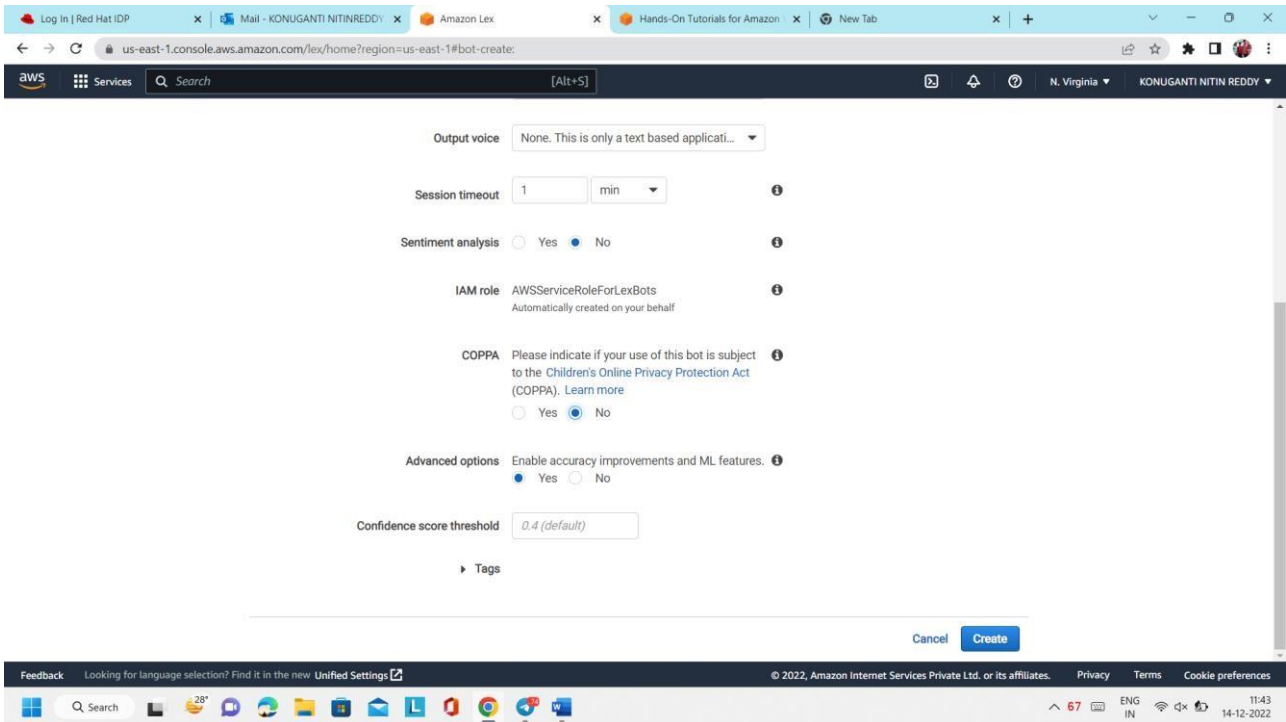 Log In | Red Hat IDP
Mail - KONUGANTI NITINREDDY
Amazon Lex
Hands-On Tutorials for Amazon
New Tab
us-east-1.console.aws.amazon.com/lex/home?region=us-east-1#bot-create:
aws
Services
Search
[Alt+S]
N. Virginia
KONUGANTI NITIN REDDY
Output voice
None. This is only a text based applicati...
Session timeout
1
min
Sentiment analysis
Yes
No
IAM role
AWSServiceRoleForLexBots
Automatically created on your behalf
COPPA
Please indicate if your use of this bot is subject
to the Children's Online Privacy Protection Act
(COPPA). Learn more
Yes
No
Advanced options
Enable accuracy improvements and ML features.
Yes
No
Confidence score threshold
0.4 (default)
Tags
Cancel
Create
Feedback
Looking for language selection? Find it in the new Unified Settings
© 2022, Amazon Internet Services Private Ltd. or its affiliates.
Privacy
Terms
Cookie preferences
28°
Search
67
ENG
IN
11:43
14-12-2022